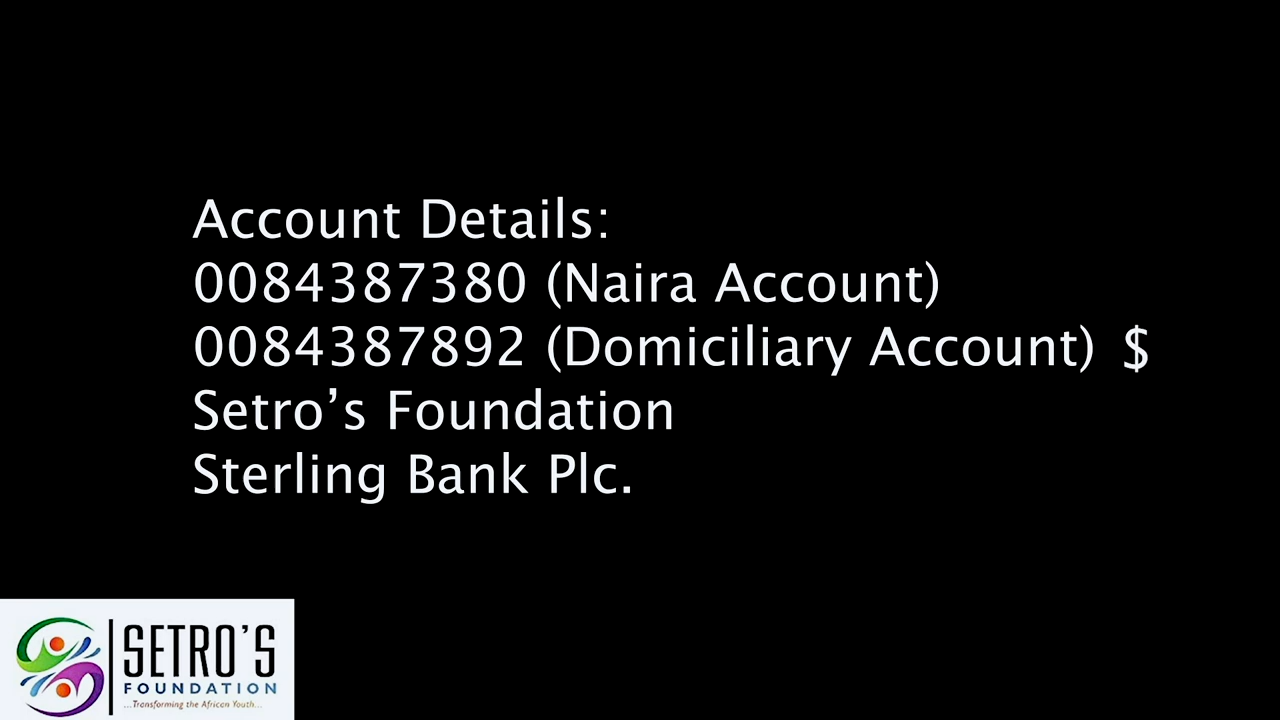 Account Details:
0084387380 (Naira Account)
0084387892 (Domiciliary Account) $
Setro’s Foundation
Sterling Bank Plc.
SETRO’S
FOUNDATION
...Transforming the African Youth...